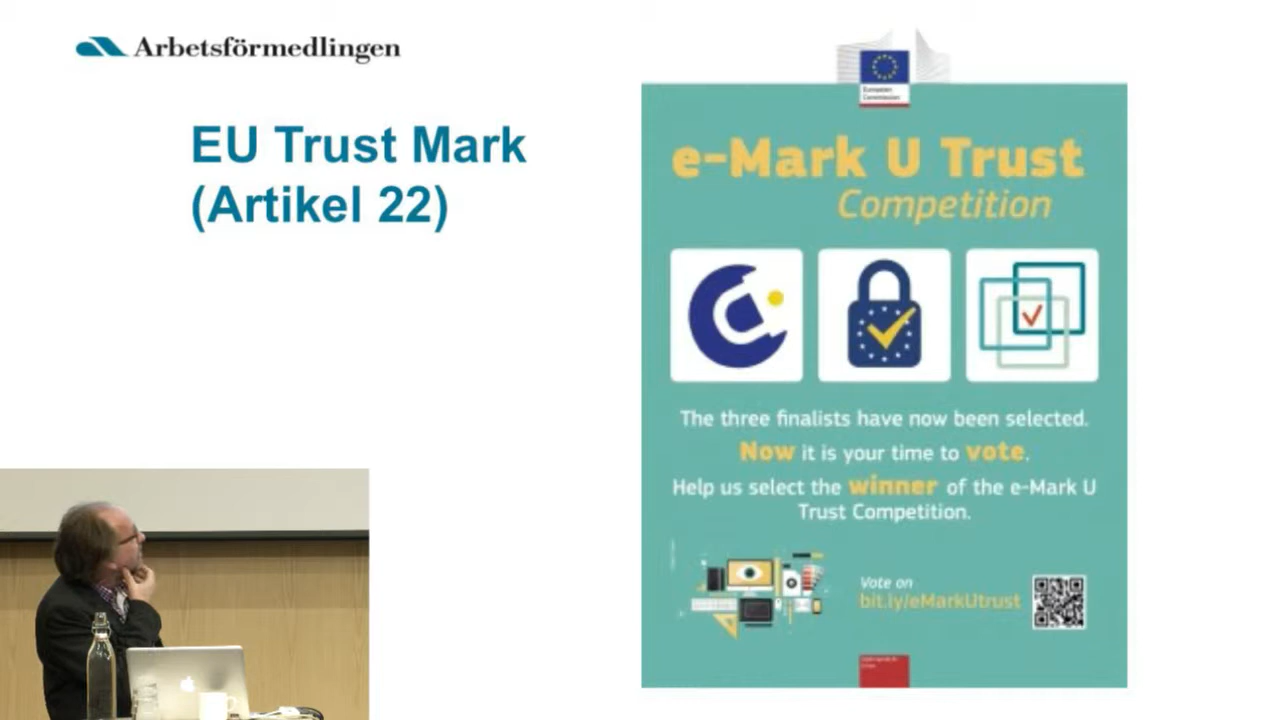 Arbetsförmedlingen
EU Trust Mark
(Artikel 22)
European
Commission
e-Mark U Trust
Competition
The three finalists have now been selected.
Now it is your time to vote.
Help us select the winner of the e-Mark U
Trust Competition.
Vote on
bit.ly/eMarkUtrust